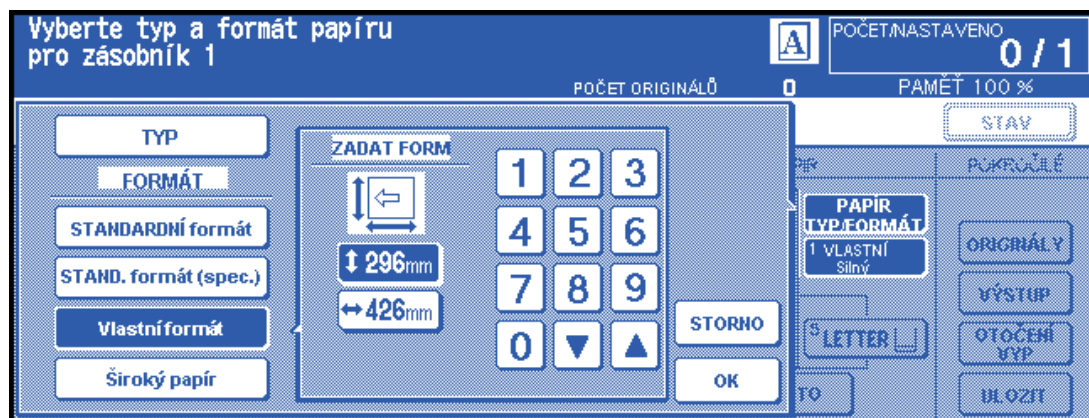 Vyberte typ a formát papíru
pro zásobník 1
A
POČET/NASTAVENO
0 / 1
POČET ORIGINÁLŮ 0 PAMĚŤ 100 %
STAV
TYP
FORMÁT
STANDARDNÍ formát
STAND. formát (spec.)
Vlastní formát
Široký papír
ZADAT FORM
296mm
426mm
1 2 3
4 5 6
7 8 9
0
STORNO
OK
PAPÍR
TYP/FORMÁT
1 VLASTNÍ
Silný
S LETTER
TO
POKROČILÉ
ORIGINÁLY
VÝSTUP
OTOČENÍ
VYP
ULOZIT